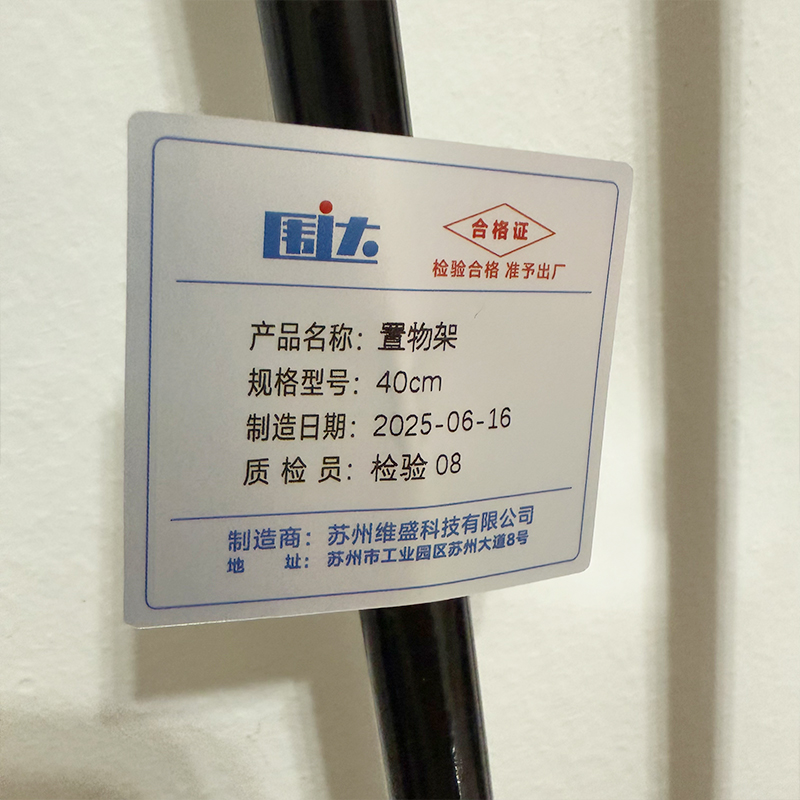 围达
合格证
检验合格 准予出厂
产品名称：置物架
规格型号：40cm
制造日期：2025-06-16
质检员：检验 08
制造商：苏州维盛科技有限公司
地址：苏州市工业园区苏州大道8号